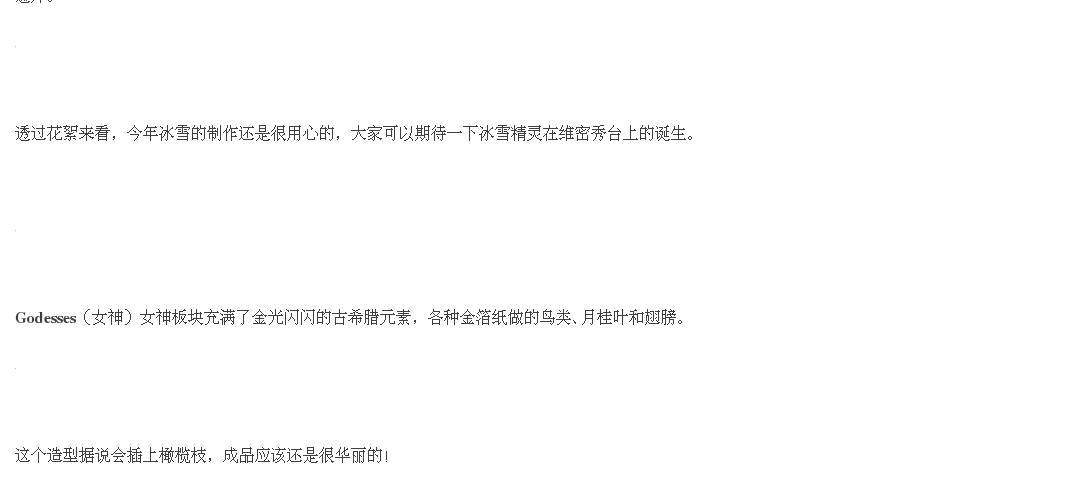 透过花絮来看，今年冰雪的制作还是很用心的，大家可以期待一下冰雪精灵在维密秀台上的诞生。
Godesses（女神）女神板块充满了金光闪闪的古希腊元素，各种金箔纸做的鸟类、月桂叶和翅膀。
这个造型据说会插上橄榄枝，成品应该还是很华丽的！